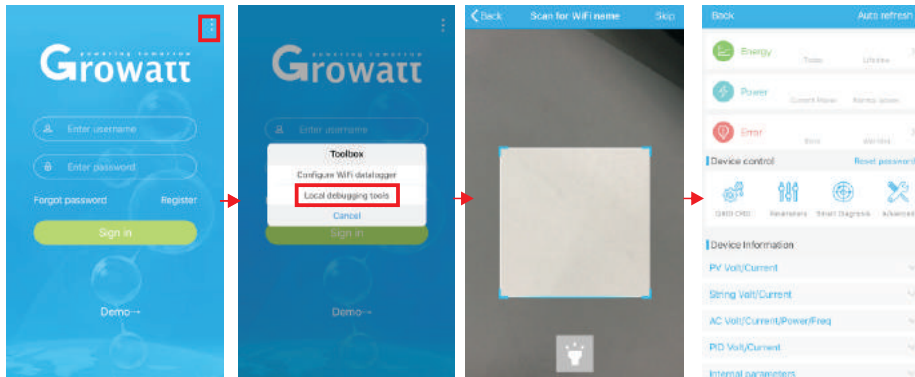 powering tomorrow
Growatt
Enter username
Enter password
Forgot password Register
Sign in
Demo
powering tomorrow
Growatt
Enter username
Toolbox
Configure WiFi datalogger
Local debugging tools
Cancel
Sign in
Demo
Back Scan for WiFi name Skip
Back Auto refresh
Energy
Today Lifetime
Power
Current Power
Error
Device control Reset password
Parameters Smart Diagnosis Advanced
Device Information
PV Volt/Current
String Volt/Current
AC Volt/Current/Power/Freq
PID Volt/Current
Internal parameters